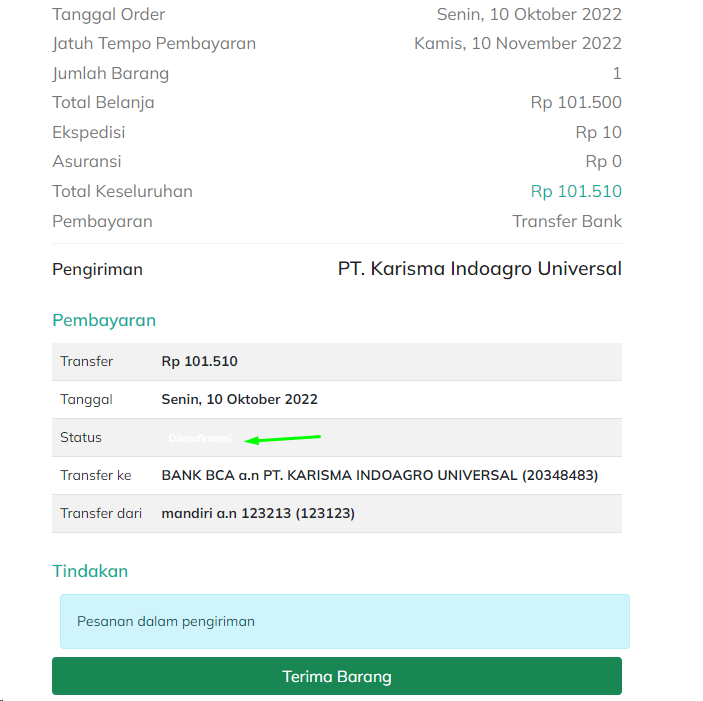 Tanggal Order Senin, 10 Oktober 2022
Jatuh Tempo Pembayaran Kamis, 10 November 2022
Jumlah Barang 1
Total Belanja Rp 101.500
Ekspedisi Rp 10
Asuransi Rp 0
Total Keseluruhan Rp 101.510
Pembayaran Transfer Bank
Pengiriman PT. Karisma Indoagro Universal
Pembayaran
Transfer Rp 101.510
Tanggal Senin, 10 Oktober 2022
Status Dikonfirmasi
Transfer ke BANK BCA a.n PT. KARISMA INDOAGRO UNIVERSAL (20348483)
Transfer dari mandiri a.n 123213 (123123)
Tindakan
Pesanan dalam pengiriman
Terima Barang